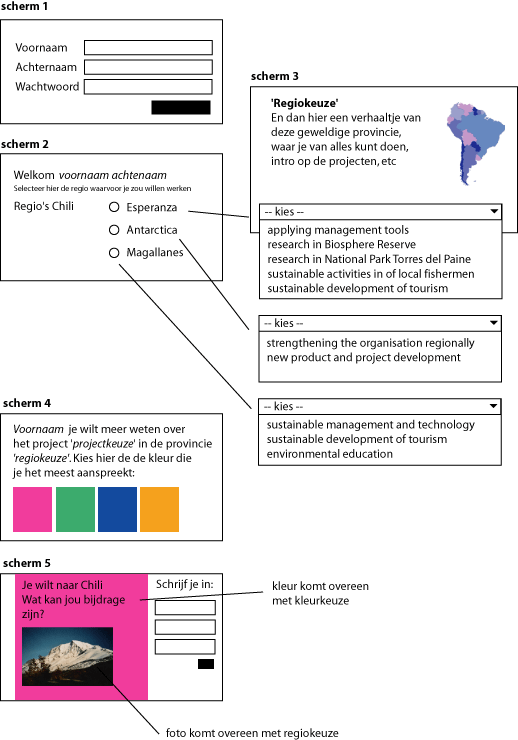 scherm 1
Voornaam
Achternaam
Wachtwoord
scherm 2
Welkom voornaam achtenaam
Selecteer hier de regio waarvoor je zou willen werken
Regio's Chili
Esperanza
Antarctica
Magallanes
scherm 3
'Regiokeuze'
En dan hier een verhaaltje van
deze geweldige provincie,
waar je van alles kunt doen,
intro op de projecten, etc
-- kies --
applying management tools
research in Biosphere Reserve
research in National Park Torres del Paine
sustainable activities in of local fishermen
sustainable development of tourism
-- kies --
strengthening the organisation regionally
new product and project development
-- kies --
sustainable management and technology
sustainable development of tourism
environmental education
scherm 4
Voornaam je wilt meer weten over
het project 'projectkeuze' in de provincie
'regiokeuze'. Kies hier de de kleur die
je het meest aanspreekt:
scherm 5
Je wilt naar Chili
Wat kan jou bijdrage
zijn?
Schrijf je in:
kleur komt overeen
met kleurkeuze
foto komt overeen met regiokeuze